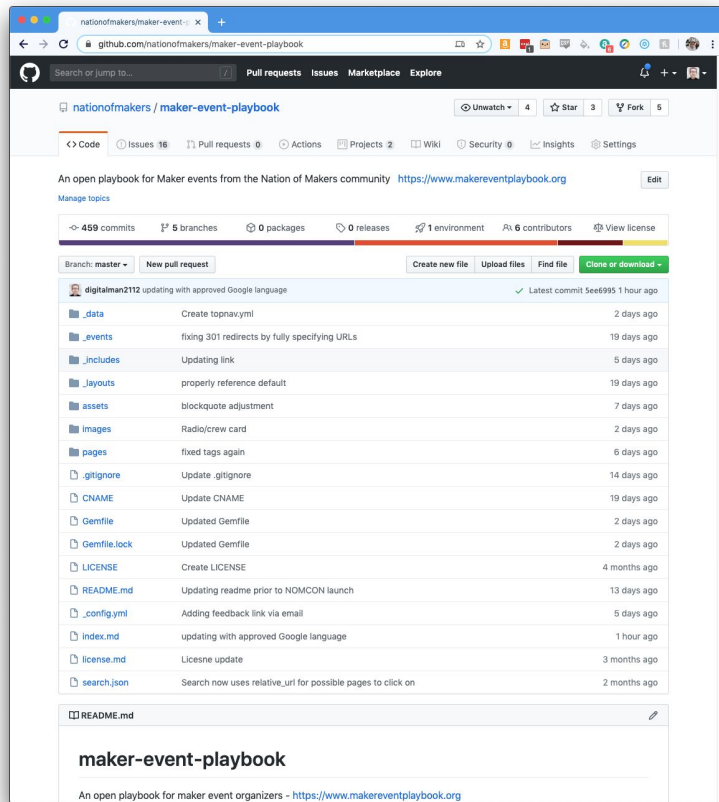 nationofmakers/maker-event-p
github.com/nationofmakers/maker-event-playbook
Search or jump to... / Pull requests Issues Marketplace Explore
nationofmakers / maker-event-playbook Unwatch 4 Star 3 Fork 5
Code Issues 16 Pull requests 0 Actions Projects 2 Wiki Security 0 Insights Settings
An open playbook for Maker events from the Nation of Makers community https://www.makereventplaybook.org Edit
Manage topics
459 commits 5 branches 0 packages 0 releases 1 environment 6 contributors View license
Branch: master New pull request Create new file Upload files Find file Clone or download
digitalman2112 updating with approved Google language Latest commit 5ee6995 1 hour ago
_data Create topnav.yml 2 days ago
_events fixing 301 redirects by fully specifying URLs 19 days ago
_includes Updating link 5 days ago
_layouts properly reference default 19 days ago
assets blockquote adjustment 7 days ago
images Radio/crew card 2 days ago
pages fixed tags again 6 days ago
.gitignore Update .gitignore 14 days ago
CNAME Update CNAME 19 days ago
Gemfile Updated Gemfile 2 days ago
Gemfile.lock Updated Gemfile 2 days ago
LICENSE Create LICENSE 4 months ago
README.md Updating readme prior to NOMCON launch 13 days ago
_config.yml Adding feedback link via email 5 days ago
index.md updating with approved Google language 1 hour ago
license.md Licesne update 3 months ago
search.json Search now uses relative_url for possible pages to click on 2 months ago
README.md
maker-event-playbook
An open playbook for maker event organizers - https://www.makereventplaybook.org